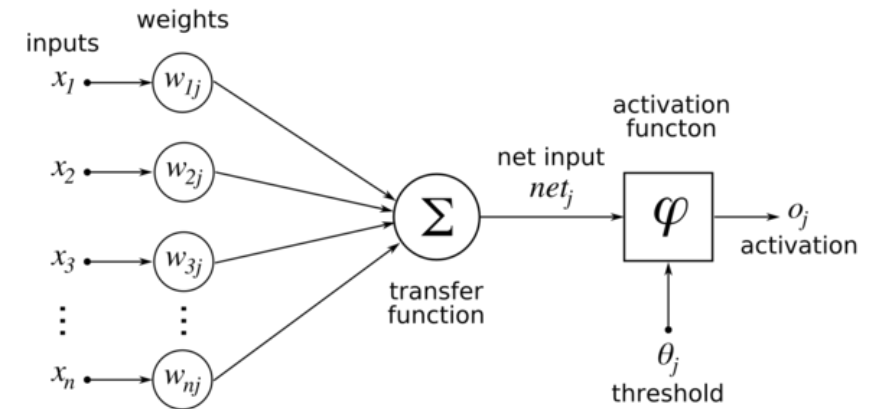 weights
inputs
x1
w1j
x2
w2j
x3
w3j
⋮ ⋮
xn
wnj
Σ
transfer
function
net input
netj
activation
functon
φ
oj
activation
θj
threshold